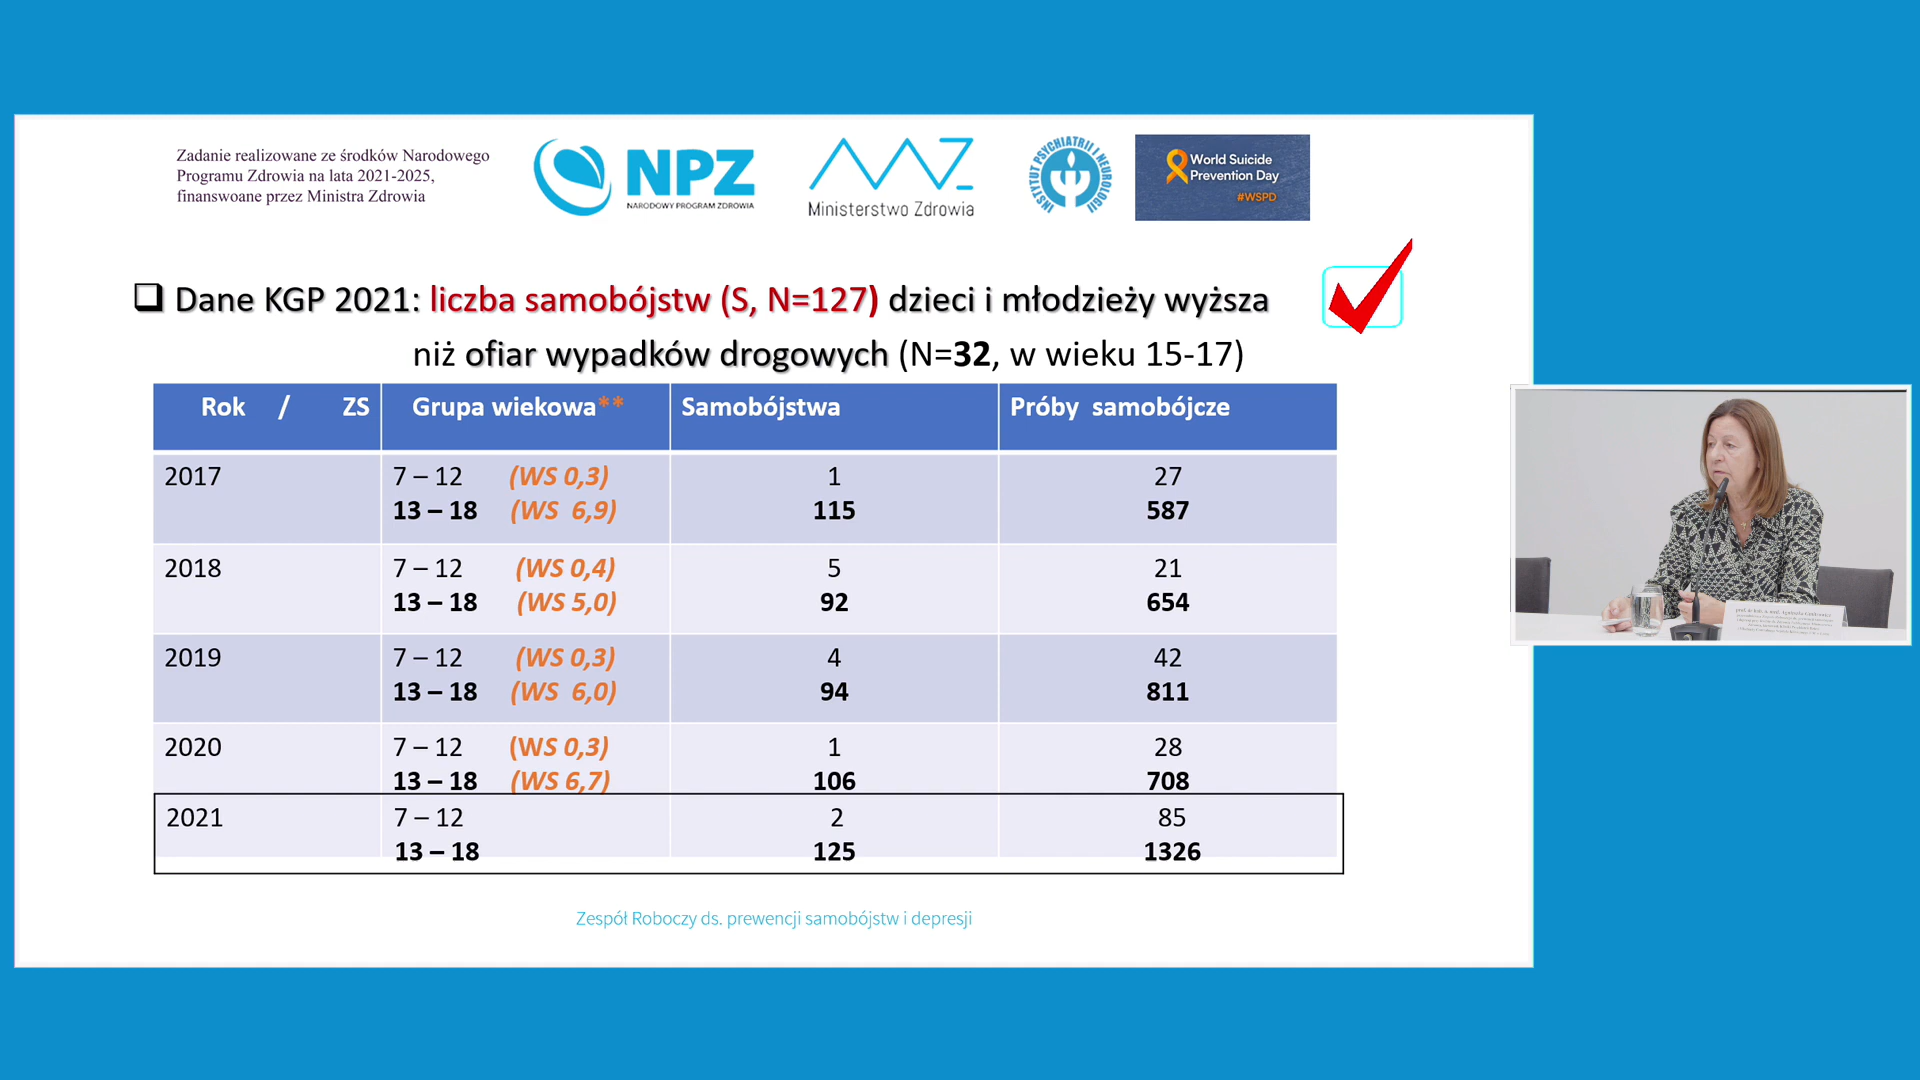 Zadanie realizowane ze środków Narodowego
Programu Zdrowia na lata 2021-2025,
finanswoane przez Ministra Zdrowia
NPZ
NARODOWY PROGRAM ZDROWIA
MZ
Ministerstwo Zdrowia
INSTYTUT PSYCHIATRII I NEUROLOGII
World Suicide
Prevention Day
#WSPD
Dane KGP 2021: liczba samobójstw (S, N=127) dzieci i młodzieży wyższa
niż ofiar wypadków drogowych (N=32, w wieku 15-17)
Rok / ZS Grupa wiekowa** Samobójstwa Próby samobójcze
2017 7 – 12 (WS 0,3) 1 27
13 – 18 (WS 6,9) 115 587
2018 7 – 12 (WS 0,4) 5 21
13 – 18 (WS 5,0) 92 654
2019 7 – 12 (WS 0,3) 4 42
13 – 18 (WS 6,0) 94 811
2020 7 – 12 (WS 0,3) 1 28
13 – 18 (WS 6,7) 106 708
2021 7 – 12 2 85
13 – 18 125 1326
Zespół Roboczy ds. prewencji samobójstw i depresji